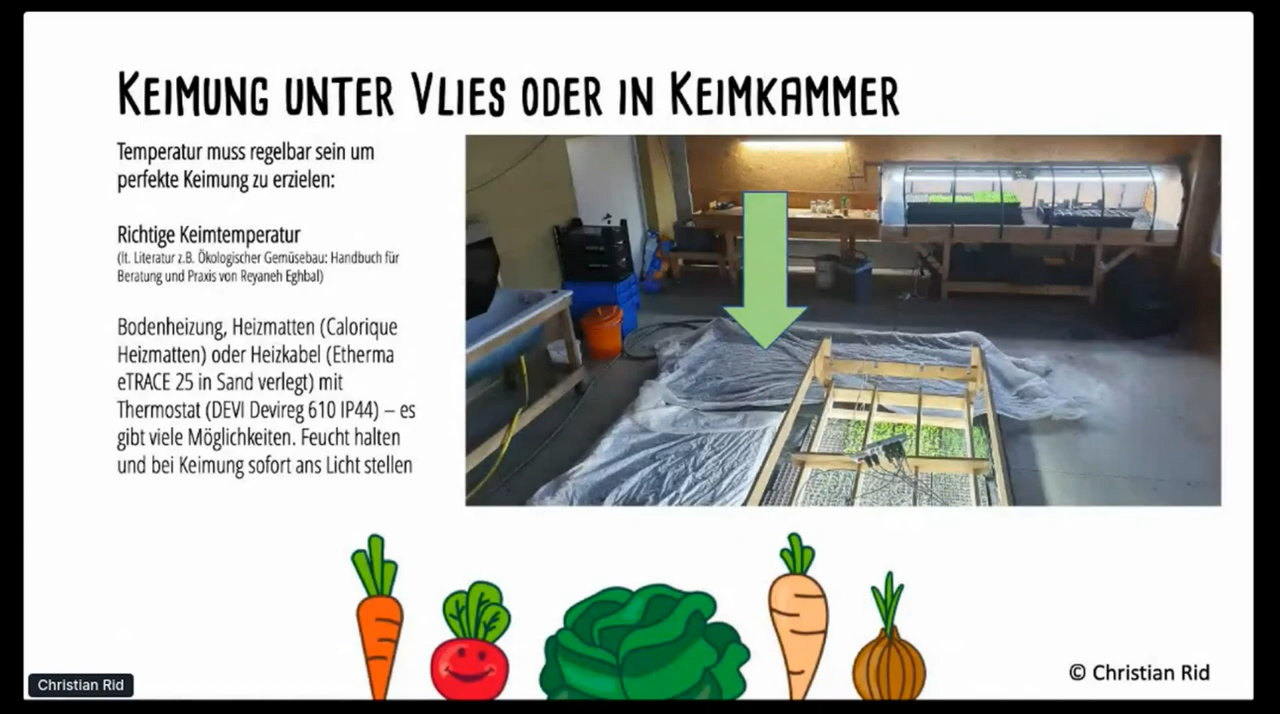 KEIMUNG UNTER VLIES ODER IN KEIMKAMMER
Temperatur muss regelbar sein um
perfekte Keimung zu erzielen:
Richtige Keimtemperatur
(lt. Literatur z.B. Ökologischer Gemüsebau: Handbuch für
Beratung und Praxis von Reyaneh Eghbal)
Bodenheizung, Heizmatten (Calorique
Heizmatten) oder Heizkabel (Etherma
eTRACE 25 in Sand verlegt) mit
Thermostat (DEVI Devireg 610 IP44) – es
gibt viele Möglichkeiten. Feucht halten
und bei Keimung sofort ans Licht stellen
© Christian Rid
Christian Rid